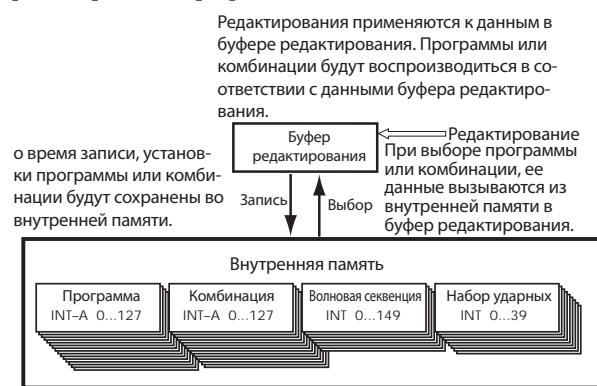 Редактирования применяются к данным в
буфере редактирования. Программы или
комбинации будут воспроизводиться в со-
ответствии с данными буфера редактиро-
вания.
Буфер
редактирования
Редактирование
о время записи, установ-
ки программы или комби-
нации будут сохранены во
внутренней памяти.
Запись
Выбор
При выборе программы
или комбинации, ее
данные вызываются из
внутренней памяти в
буфер редактирования.
Внутренняя память
Программа
INT–A 0...127
Комбинация
INT–A 0...127
Волновая секвенция
INT 0...149
Набор ударных
INT 0...39